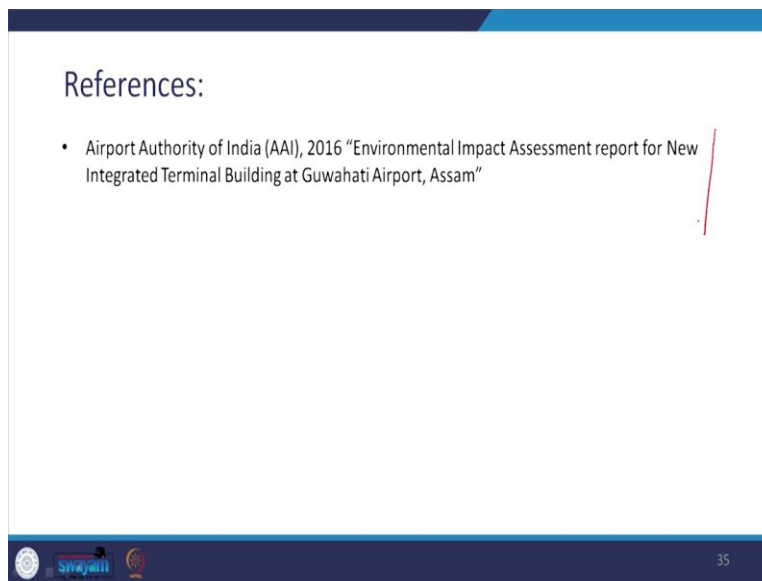 References:
• Airport Authority of India (AAI), 2016 “Environmental Impact Assessment report for New
Integrated Terminal Building at Guwahati Airport, Assam”
swayam
35